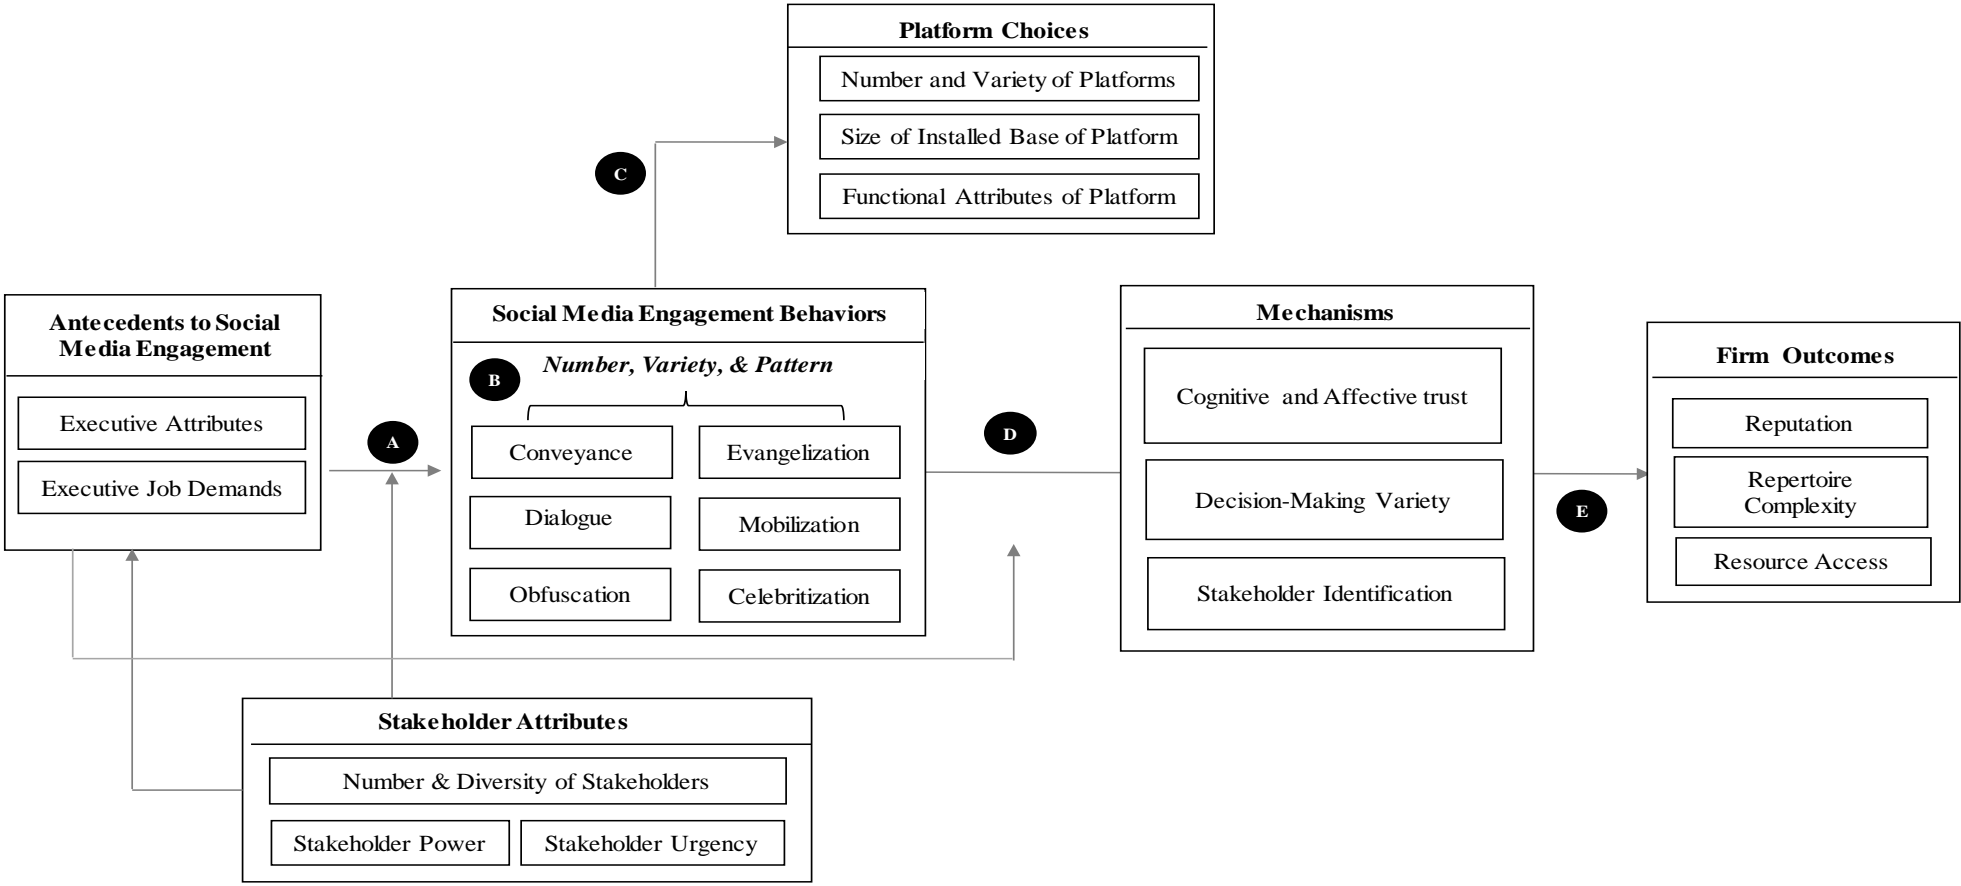 Platform Choices
Number and Variety of Platforms
Size of Installed Base of Platform
Functional Attributes of Platform
C
Antecedents to Social
Media Engagement
Executive Attributes
Executive Job Demands
A
Social Media Engagement Behaviors
B
Number, Variety, & Pattern
Conveyance
Evangelization
Dialogue
Mobilization
Obfuscation
Celebritization
D
Mechanisms
Cognitive and Affective trust
Decision-Making Variety
Stakeholder Identification
E
Firm Outcomes
Reputation
Repertoire
Complexity
Resource Access
Stakeholder Attributes
Number & Diversity of Stakeholders
Stakeholder Power
Stakeholder Urgency